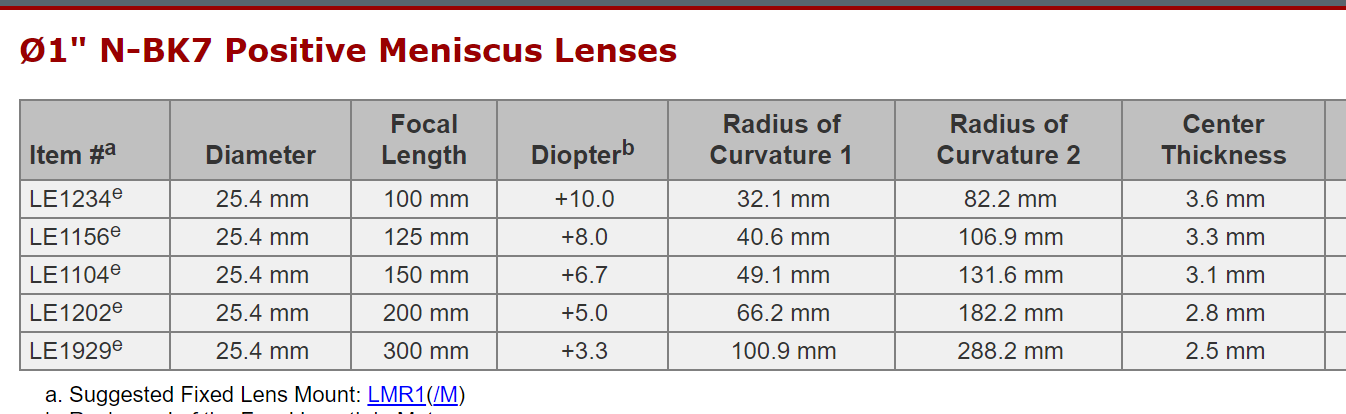 Ø1" N-BK7 Positive Meniscus Lenses
Item #a Diameter Focal Length Diopterb Radius of Curvature 1 Radius of Curvature 2 Center Thickness
LE1234e 25.4 mm 100 mm +10.0 32.1 mm 82.2 mm 3.6 mm
LE1156e 25.4 mm 125 mm +8.0 40.6 mm 106.9 mm 3.3 mm
LE1104e 25.4 mm 150 mm +6.7 49.1 mm 131.6 mm 3.1 mm
LE1202e 25.4 mm 200 mm +5.0 66.2 mm 182.2 mm 2.8 mm
LE1929e 25.4 mm 300 mm +3.3 100.9 mm 288.2 mm 2.5 mm
a. Suggested Fixed Lens Mount: LMR1(/M)